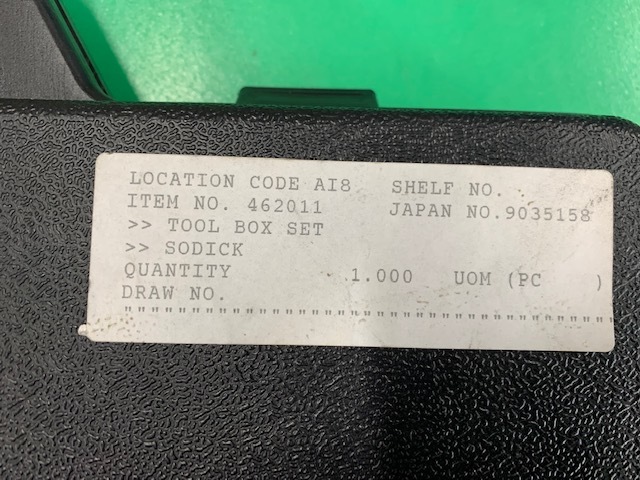 LOCATION CODE AI8 SHELF NO.
ITEM NO. 462011 JAPAN NO.9035158
>> TOOL BOX SET
>> SODICK
QUANTITY 1.000 UOM (PC )
DRAW NO.
"""""""""""""""""""""""""""""""""""""""